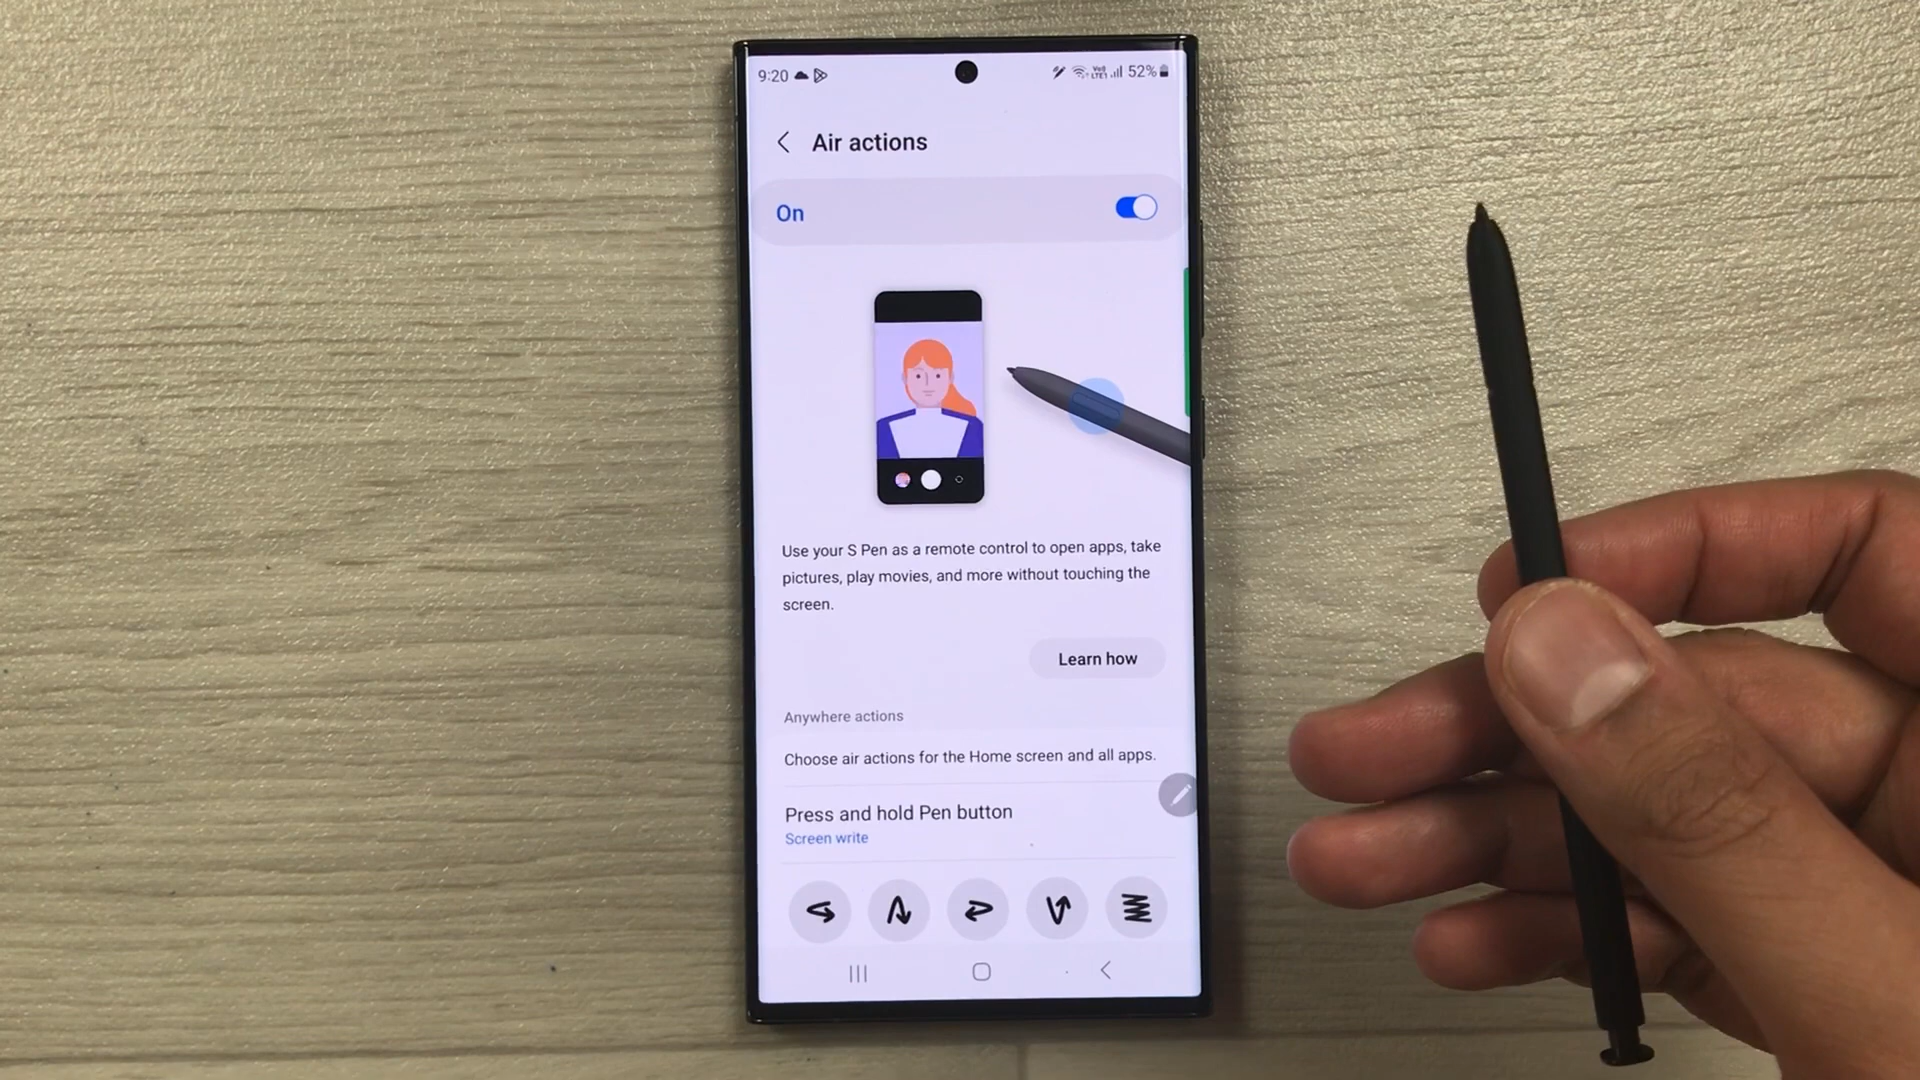 9:20 52%
Air actions
On
Use your S Pen as a remote control to open apps, take
pictures, play movies, and more without touching the
screen.
Learn how
Anywhere actions
Choose air actions for the Home screen and all apps.
Press and hold Pen button
Screen write